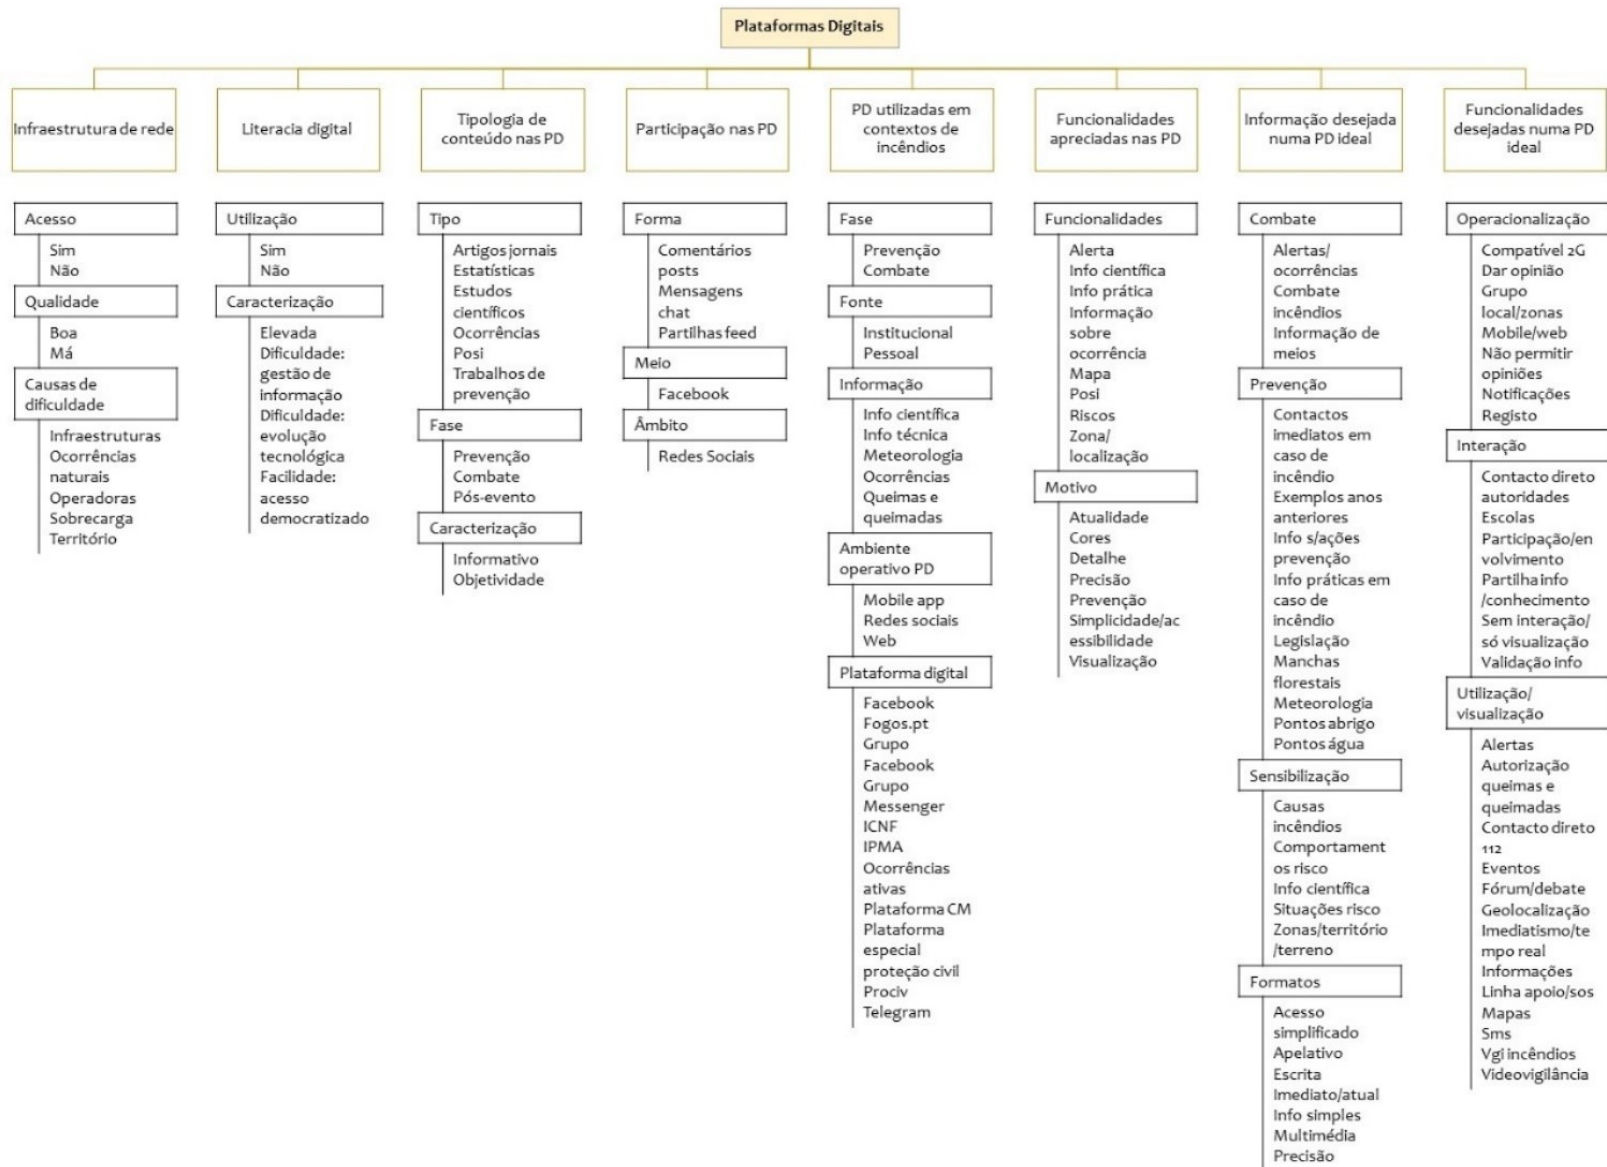 Plataformas Digitais
Infraestrutura de rede
Acesso
Sim
Não
Qualidade
Boa
Má
Causas de
dificuldade
Infraestruturas
Ocorrências
naturais
Operadoras
Sobrecarga
Território
Literacia digital
Utilização
Sim
Não
Caracterização
Elevada
Dificuldade:
gestão de
informação
Dificuldade:
evolução
tecnológica
Facilidade:
acesso
democratizado
Tipologia de
conteúdo nas PD
Tipo
Artigos jornais
Estatísticas
Estudos
científicos
Ocorrências
Posi
Trabalhos de
prevenção
Fase
Prevenção
Combate
Pós-evento
Caracterização
Informativo
Objetividade
Participação nas PD
Forma
Comentários
posts
Mensagens
chat
Partilhas feed
Meio
Facebook
Âmbito
Redes Sociais
PD utilizadas em
contextos de
incêndios
Fase
Prevenção
Combate
Fonte
Institucional
Pessoal
Informação
Info científica
Info técnica
Meteorologia
Ocorrências
Queimas e
queimadas
Ambiente
operativo PD
Mobile app
Redes sociais
Web
Plataforma digital
Facebook
Fogos.pt
Grupo
Facebook
Grupo
Messenger
ICNF
IPMA
Ocorrências
ativas
Plataforma CM
Plataforma
especial
proteção civil
Prociv
Telegram
Funcionalidades
apreciadas nas PD
Funcionalidades
Alerta
Info científica
Info prática
Informação
sobre
ocorrência
Mapa
Posi
Riscos
Zona/
localização
Motivo
Atualidade
Cores
Detalhe
Precisão
Prevenção
Simplicidade/ac
essibilidade
Visualização
Informação desejada
numa PD ideal
Combate
Alertas/
ocorrências
Combate
incêndios
Informação de
meios
Prevenção
Contactos
imediatos em
caso de
incêndio
Exemplos anos
anteriores
Info s/ações
prevenção
Info práticas em
caso de
incêndio
Legislação
Manchas
florestais
Meteorologia
Pontos abrigo
Pontos água
Sensibilização
Causas
incêndios
Comportament
os risco
Info científica
Situações risco
Zonas/território
/terreno
Formatos
Acesso
simplificado
Apelativo
Escrita
Imediato/atual
Info simples
Multimédia
Precisão
Funcionalidades
desejadas numa PD
ideal
Operacionalização
Compatível 2G
Dar opinião
Grupo
local/zonas
Mobile/web
Não permitir
opiniões
Notificações
Registo
Interação
Contacto direto
autoridades
Escolas
Participação/en
volvimento
Partilha info
/conhecimento
Sem interação/
só visualização
Validação info
Utilização/
visualização
Alertas
Autorização
queimas e
queimadas
Contacto direto
112
Eventos
Fórum/debate
Geolocalização
Imediatismo/te
mpo real
Informações
Linha apoio/sos
Mapas
Sms
Vgi incêndios
Videovigilância